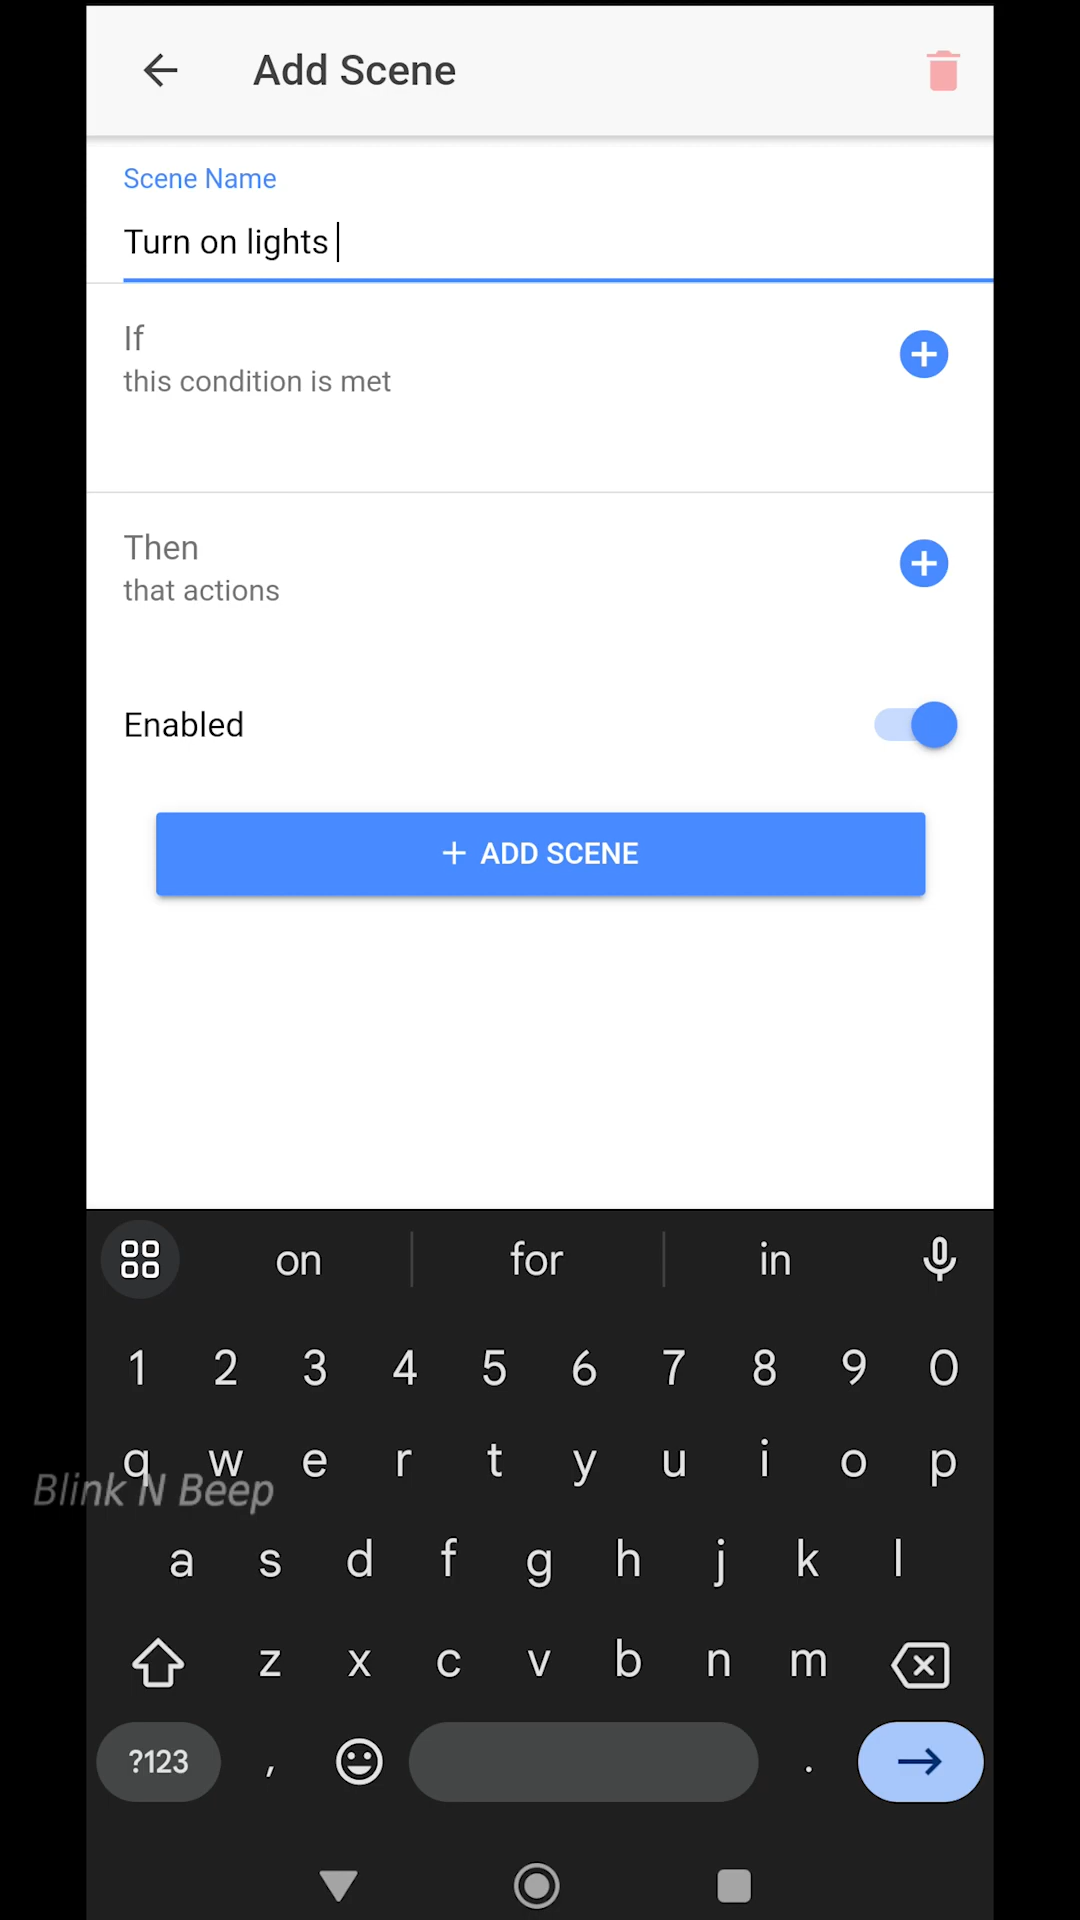 Add Scene
Scene Name
Turn on lights
If
this condition is met
Then
that actions
Enabled
+ ADD SCENE
on for in
1 2 3 4 5 6 7 8 9 0
q w e r t y u i o p
Blink N Beep
a s d f g h j k l
z x c v b n m
?123 , .